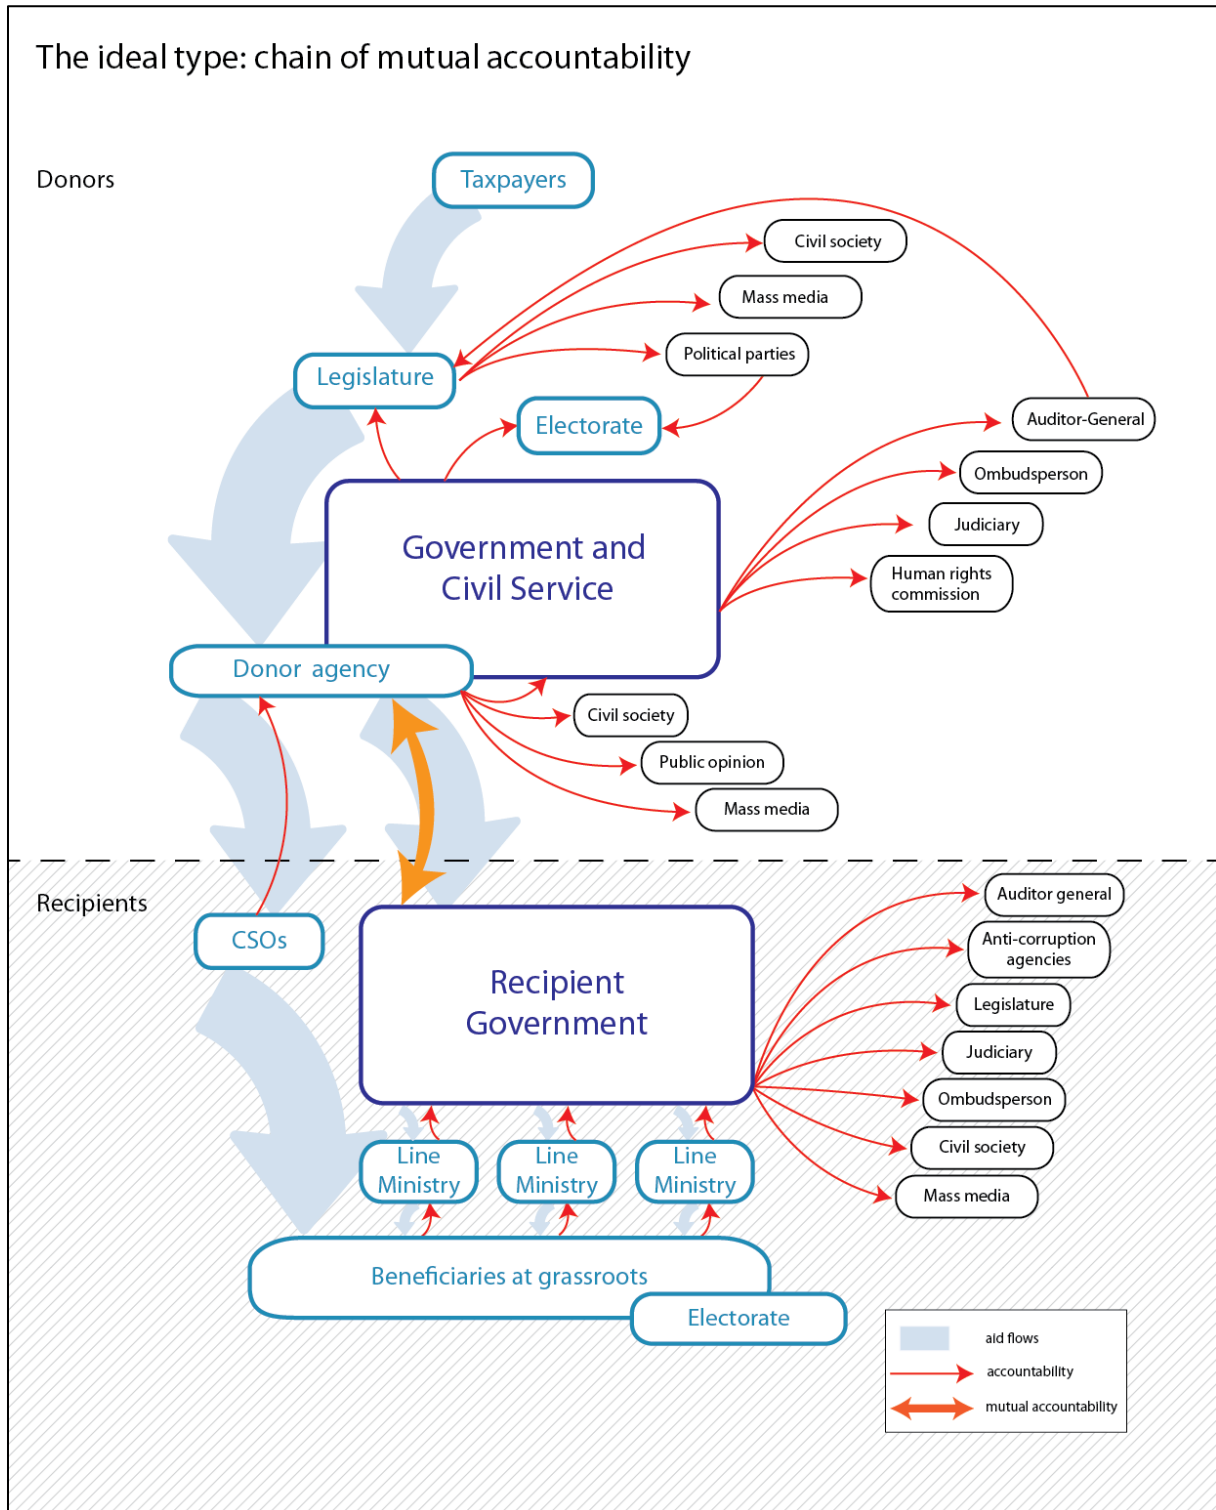 The ideal type: chain of mutual accountability
Donors
Taxpayers
Civil society
Mass media
Political parties
Legislature
Electorate
Auditor-General
Ombudsperson
Judiciary
Human rights
commission
Government and
Civil Service
Donor agency
Civil society
Public opinion
Mass media
Recipients
CSOs
Recipient
Government
Auditor general
Anti-corruption
agencies
Legislature
Judiciary
Ombudsperson
Civil society
Mass media
Line
Ministry
Line
Ministry
Line
Ministry
Beneficiaries at grassroots
Electorate
aid flows
accountability
mutual accountability